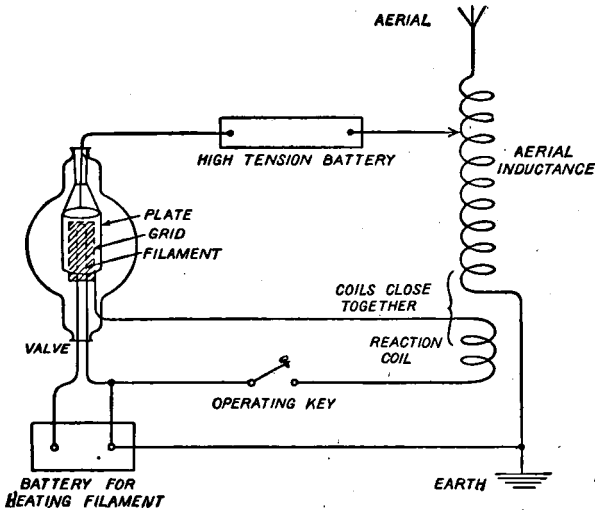 AERIAL
HIGH TENSION BATTERY
AERIAL
INDUCTANCE
PLATE
GRID
FILAMENT
COILS CLOSE
TOGETHER
REACTION
COIL
VALVE
OPERATING KEY
BATTERY FOR
HEATING FILAMENT
EARTH